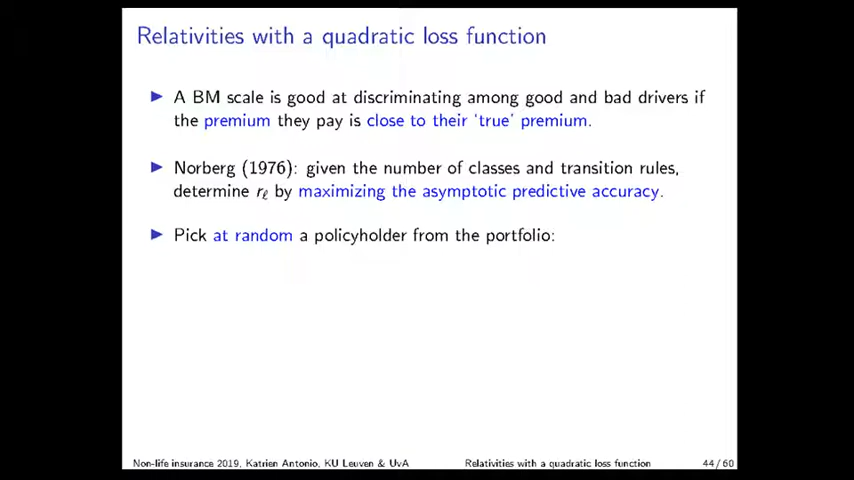 Relativities with a quadratic loss function
A BM scale is good at discriminating among good and bad drivers if
the premium they pay is close to their ‘true’ premium.
Norberg (1976): given the number of classes and transition rules,
determine rℓ by maximizing the asymptotic predictive accuracy.
Pick at random a policyholder from the portfolio:
Non-life insurance 2019, Katrien Antonio, KU Leuven & UvA Relativities with a quadratic loss function 44 / 60